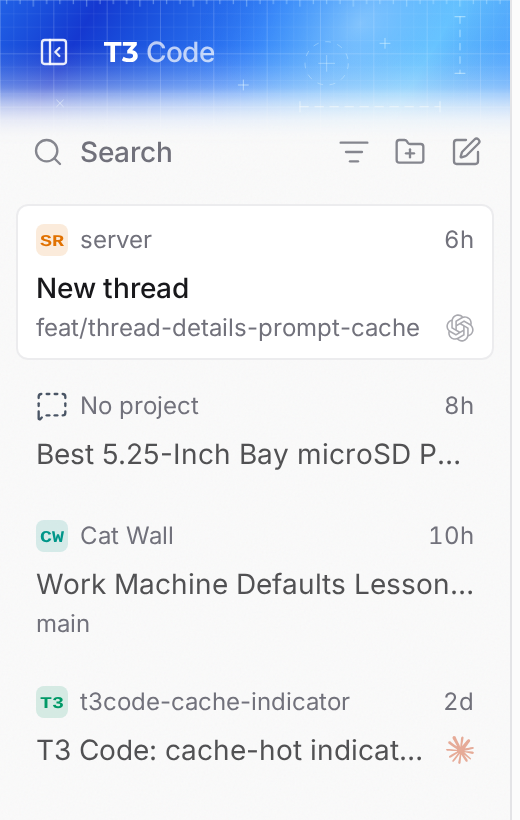 T3 Code
Search
SR server 6h
New thread
feat/thread-details-prompt-cache
No project 8h
Best 5.25-Inch Bay microSD P...
CW Cat Wall 10h
Work Machine Defaults Lesson...
main
T3 t3code-cache-indicator 2d
T3 Code: cache-hot indicat...